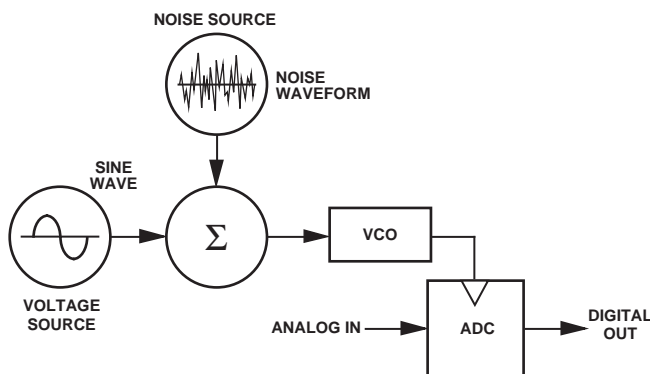 NOISE SOURCE
NOISE
WAVEFORM
SINE
WAVE
Σ
VCO
VOLTAGE
SOURCE
ANALOG IN
ADC
DIGITAL
OUT